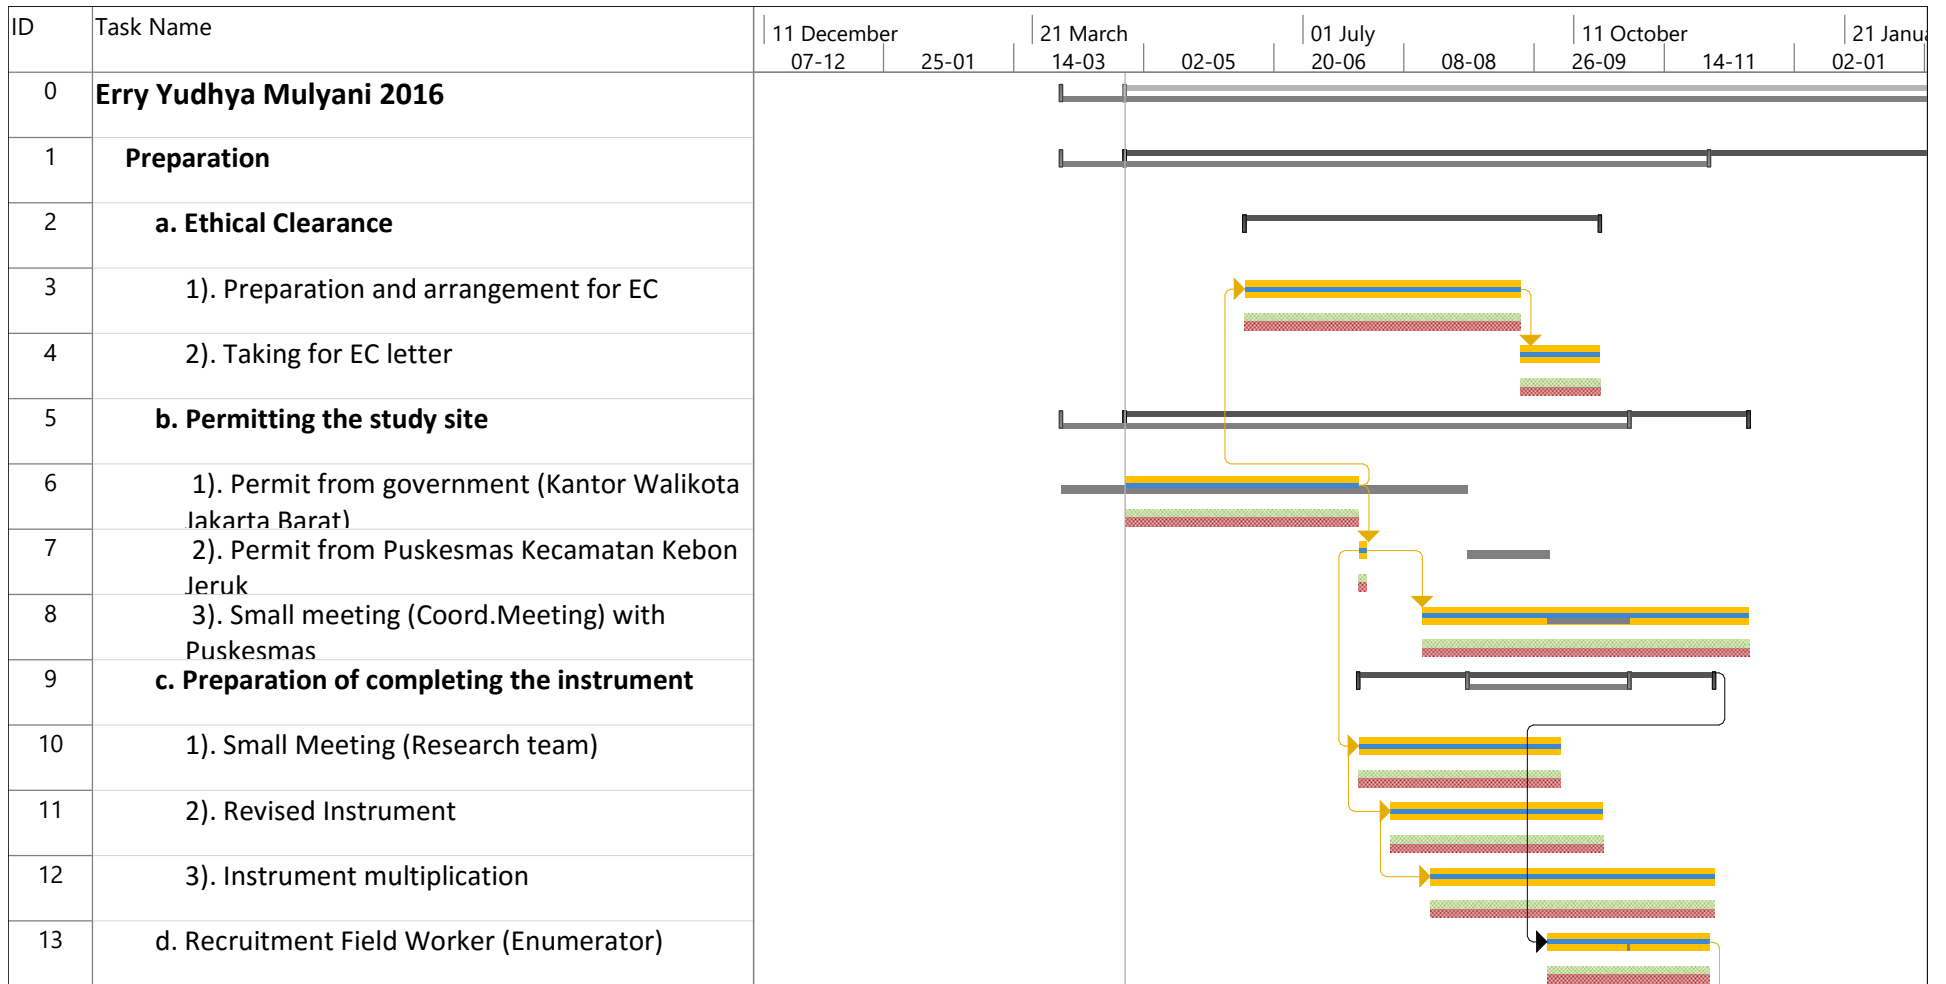 ID
Task Name
11 December
21 March
01 July
11 October
21 Janua
07-12
25-01
14-03
02-05
20-06
08-08
26-09
14-11
02-01
0
Erry Yudhya Mulyani 2016
1
Preparation
2
a. Ethical Clearance
3
1). Preparation and arrangement for EC
4
2). Taking for EC letter
5
b. Permitting the study site
6
1). Permit from government (Kantor Walikota
Jakarta Barat)
7
2). Permit from Puskesmas Kecamatan Kebon
Jeruk
8
3). Small meeting (Coord.Meeting) with
Puskesmas
9
c. Preparation of completing the instrument
10
1). Small Meeting (Research team)
11
2). Revised Instrument
12
3). Instrument multiplication
13
d. Recruitment Field Worker (Enumerator)